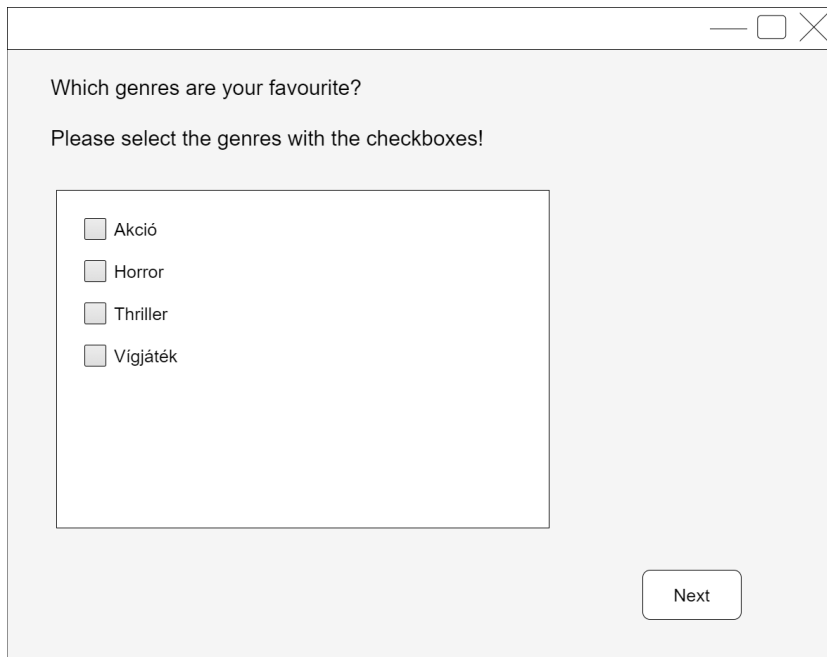 Which genres are your favourite?
Please select the genres with the checkboxes!
Akció
Horror
Thriller
Vígjáték
Next